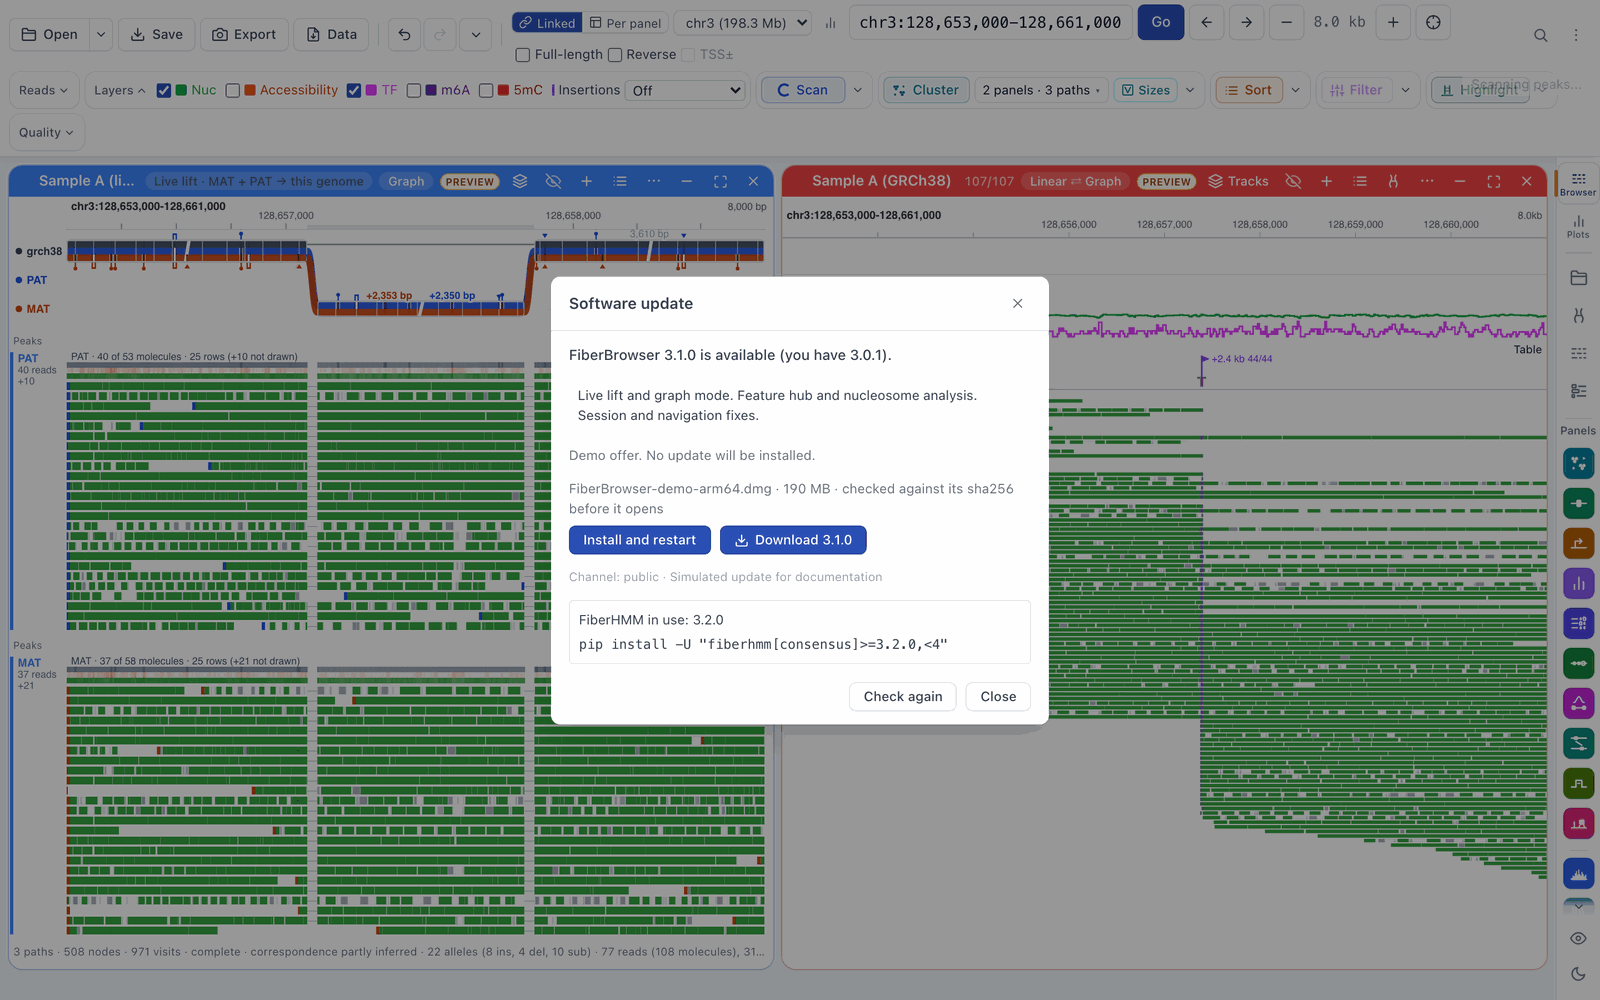 Open
Save
Export
Data
Linked
Per panel
chr3 (198.3 Mb)
chr3:128,653,000–128,661,000
Go
8.0 kb
Full-length
Reverse
TSS±
Reads
Layers
Nuc
Accessibility
TF
m6A
5mC
Insertions
Off
Scan
Cluster
2 panels · 3 paths
Sizes
Sort
Filter
Highlight
Scanning peaks...
Quality
Sample A (li...
Live lift · MAT + PAT → this genome
Graph
PREVIEW
chr3:128,653,000-128,661,000
8,000 bp
128,657,000
128,658,000
3,610 bp
grch38
PAT
MAT
+2,353 bp
+2,350 bp
Peaks
PAT
40 reads
+10
PAT · 40 of 53 molecules · 25 rows (+10 not drawn)
Peaks
MAT
37 reads
+21
MAT · 37 of 58 molecules · 25 rows (+21 not drawn)
3 paths · 508 nodes · 971 visits · complete · correspondence partly inferred · 22 alleles (8 ins, 4 del, 10 sub) · 77 reads (108 molecules), 31...
Sample A (GRCh38)
107/107
Linear ⇌ Graph
PREVIEW
Tracks
chr3:128,653,000-128,661,000
8.0kb
128,656,000
128,657,000
128,658,000
128,659,000
128,660,000
Table
+2.4 kb 44/44
Browser
Plots
Panels
Software update
FiberBrowser 3.1.0 is available (you have 3.0.1).
Live lift and graph mode. Feature hub and nucleosome analysis.
Session and navigation fixes.
Demo offer. No update will be installed.
FiberBrowser-demo-arm64.dmg · 190 MB · checked against its sha256
before it opens
Install and restart
Download 3.1.0
Channel: public · Simulated update for documentation
FiberHMM in use: 3.2.0
pip install -U "fiberhmm[consensus]>=3.2.0,<4"
Check again
Close